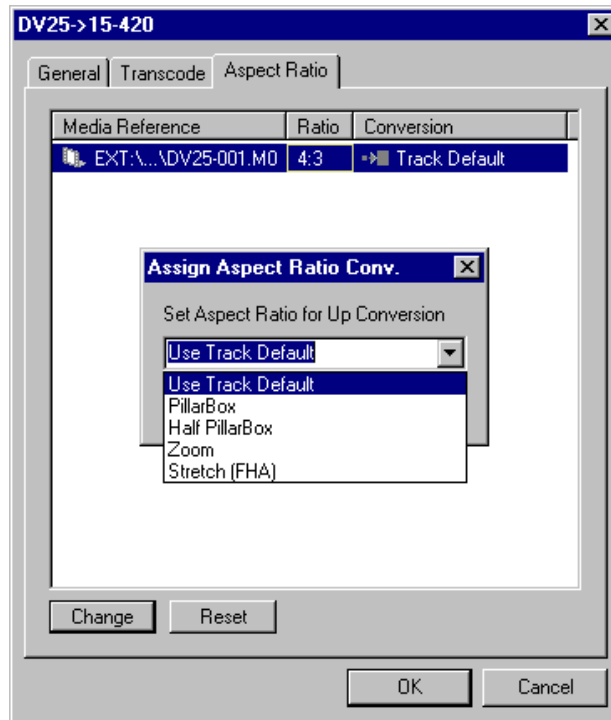 DV25->15-420
General Transcode Aspect Ratio
Media Reference Ratio Conversion
EXT:\...\DV25-001.M0 4:3 Track Default
Assign Aspect Ratio Conv.
Set Aspect Ratio for Up Conversion
Use Track Default
Use Track Default
PillarBox
Half PillarBox
Zoom
Stretch (FHA)
Change Reset
OK Cancel